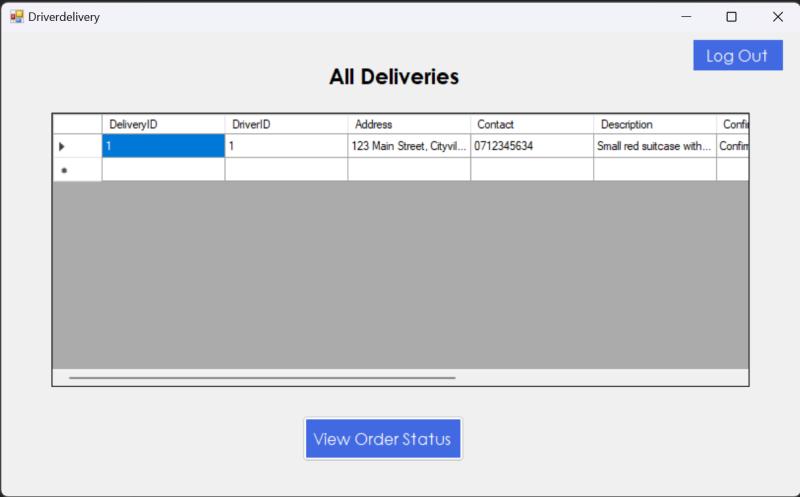 Driverdelivery
Log Out
All Deliveries
DeliveryID DriverID Address Contact Description Confi
1 1 123 Main Street, Cityvil... 0712345634 Small red suitcase with... Confim
View Order Status